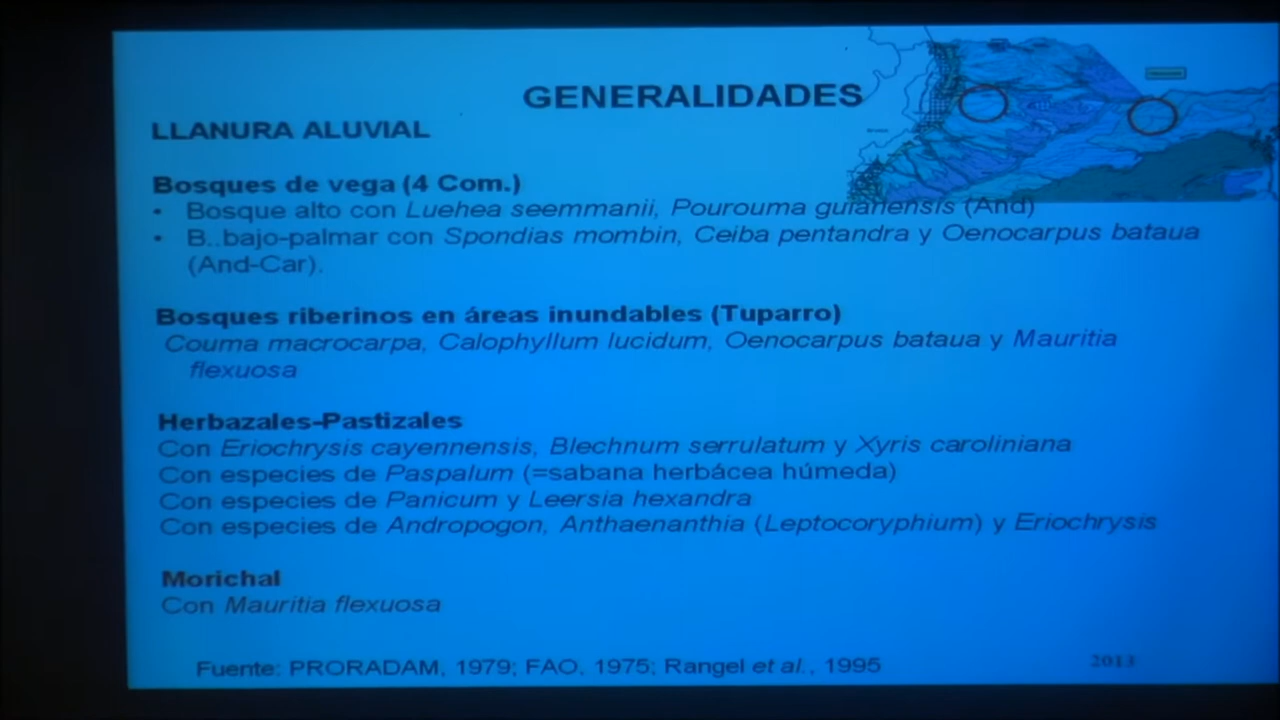 GENERALIDADES
LLANURA ALUVIAL
Bosques de vega (4 Com.)
• Bosque alto con Luehea seemmanii, Pourouma guianensis (And)
• B..bajo-palmar con Spondias mombin, Ceiba pentandra y Oenocarpus bataua
(And-Car).
Bosques riberinos en áreas inundables (Tuparro)
Couma macrocarpa, Calophyllum lucidum, Oenocarpus bataua y Mauritia
flexuosa
Herbazales-Pastizales
Con Eriochrysis cayennensis, Blechnum serrulatum y Xyris caroliniana
Con especies de Paspalum (=sabana herbácea húmeda)
Con especies de Panicum y Leersia hexandra
Con especies de Andropogon, Anthaenanthia (Leptocoryphium) y Eriochrysis
Morichal
Con Mauritia flexuosa
Fuente: PRORADAM, 1979; FAO, 1975; Rangel et al., 1995
2013